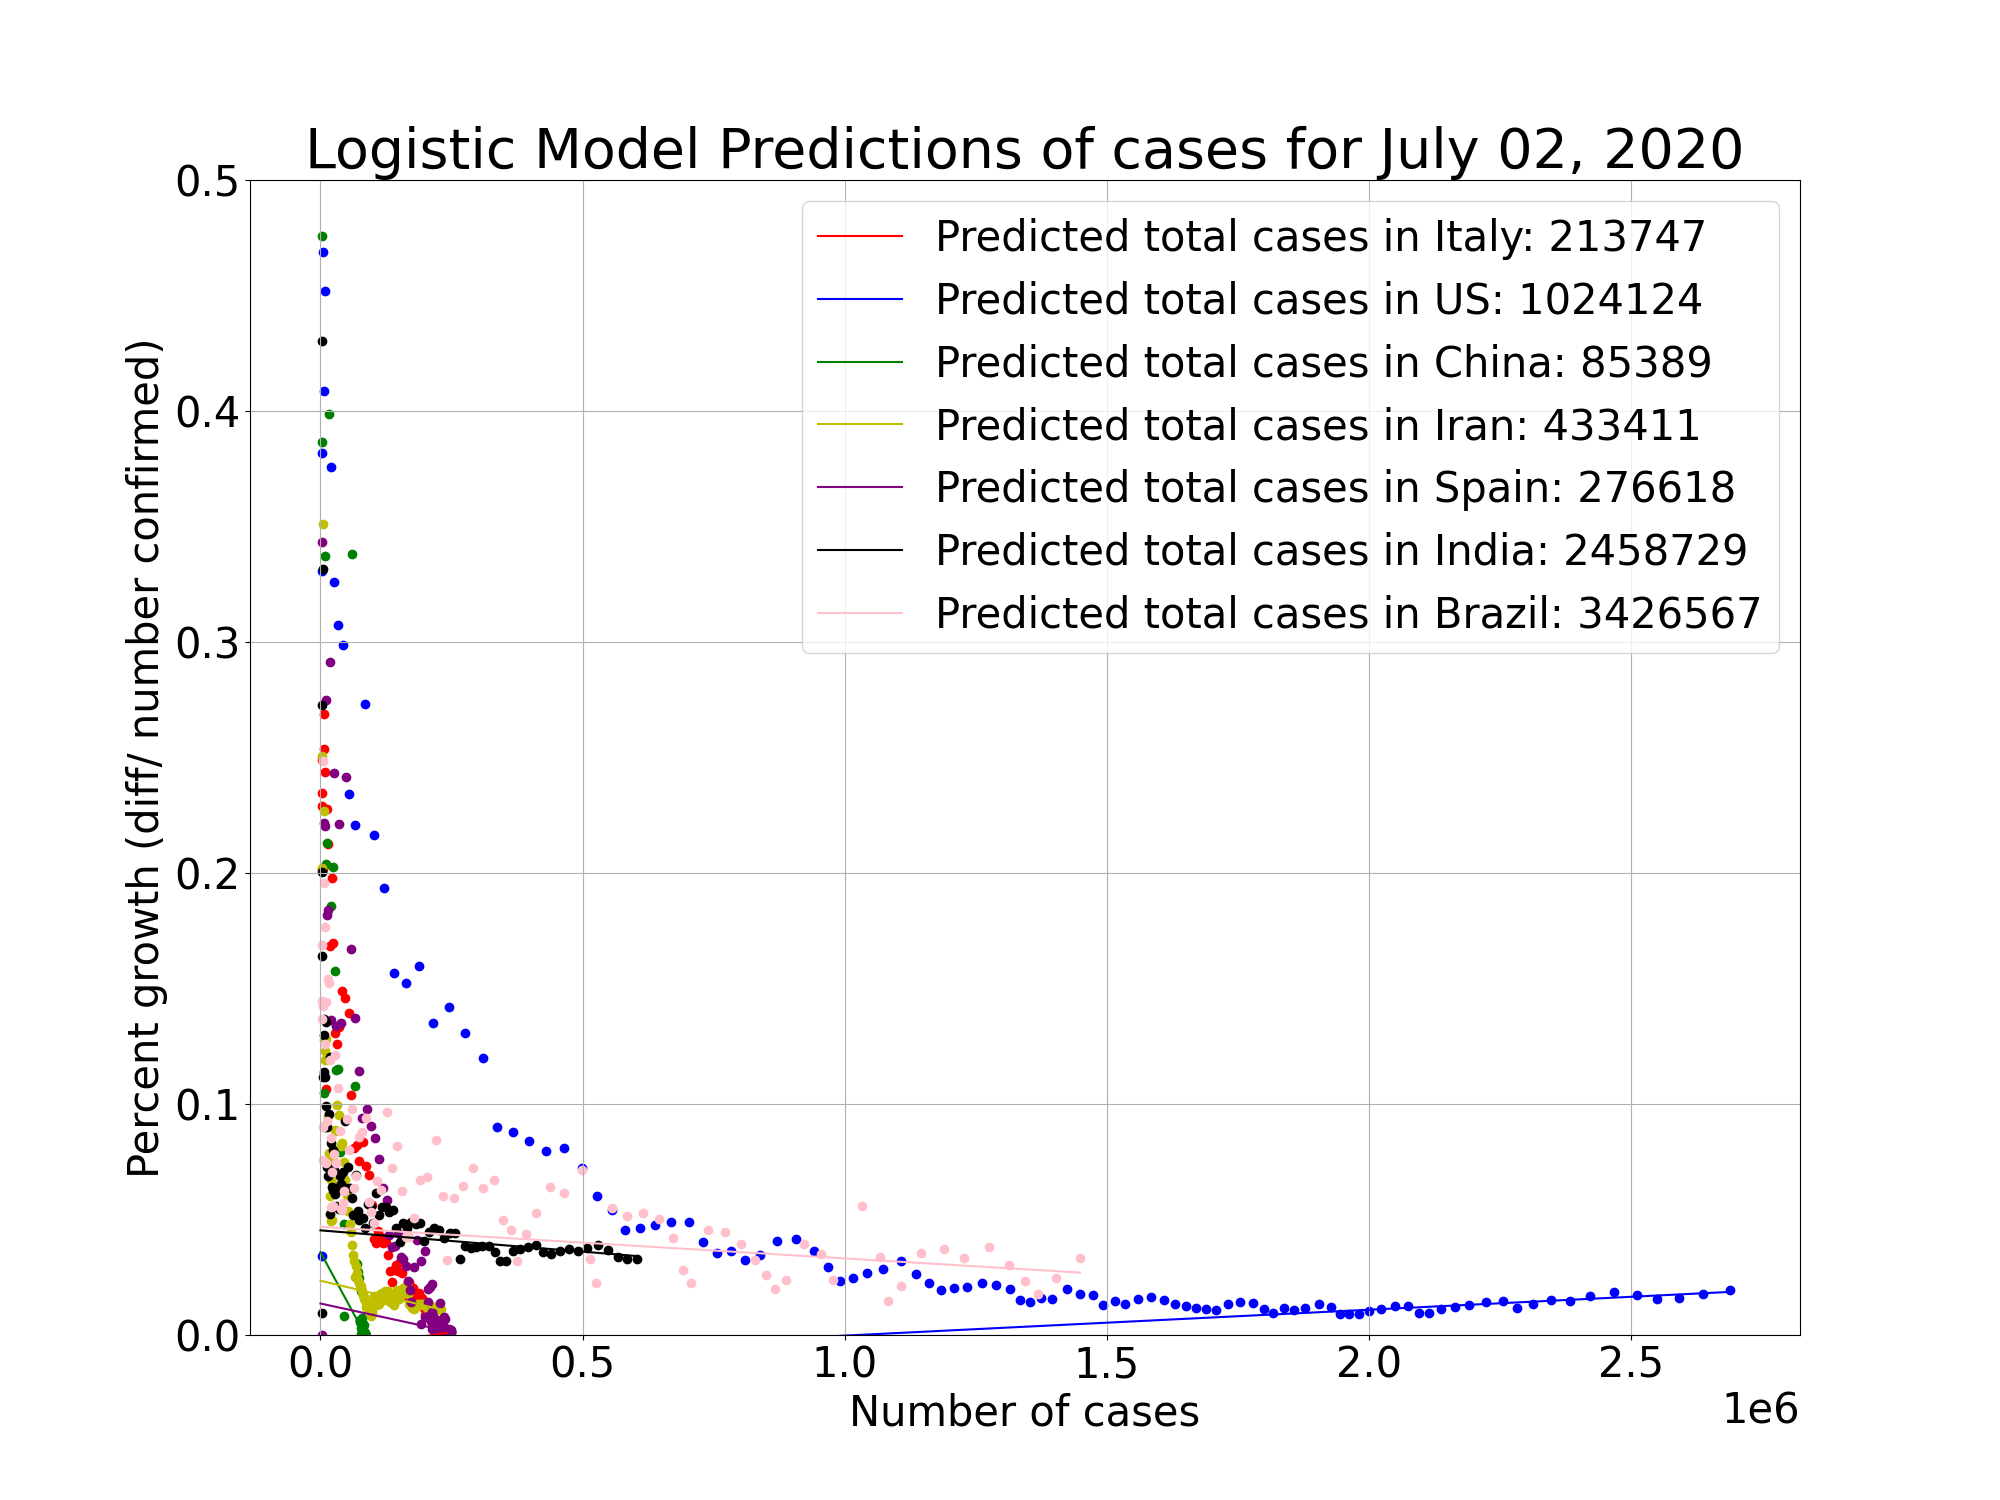 Logistic Model Predictions of cases for July 02, 2020
0.5
0.4
0.3
0.2
0.1
0.0
Percent growth (diff/ number confirmed)
Predicted total cases in Italy: 213747
Predicted total cases in US: 1024124
Predicted total cases in China: 85389
Predicted total cases in Iran: 433411
Predicted total cases in Spain: 276618
Predicted total cases in India: 2458729
Predicted total cases in Brazil: 3426567
0.0 0.5 1.0 1.5 2.0 2.5
Number of cases
1e6